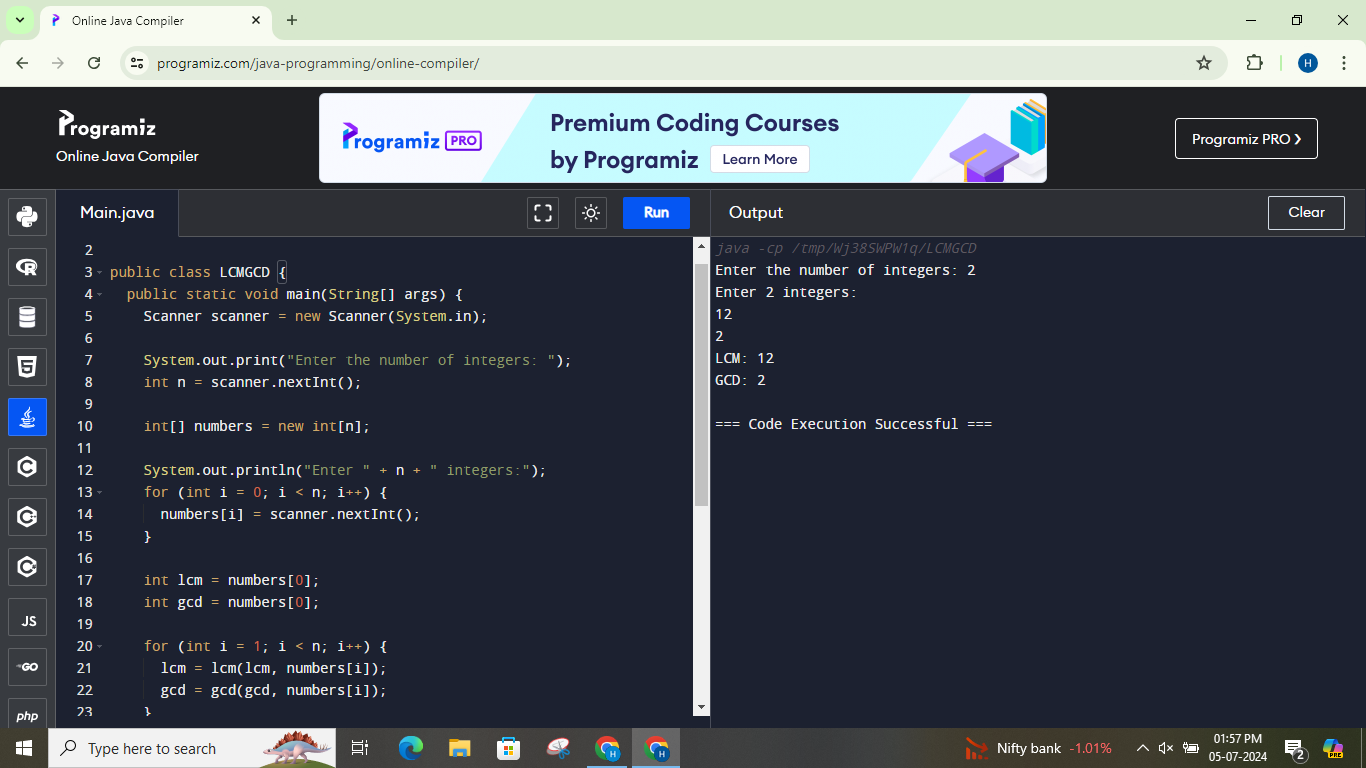 Online Java Compiler
programiz.com/java-programming/online-compiler/
H
Programiz
Online Java Compiler
Programiz PRO
Premium Coding Courses
by Programiz
Learn More
Programiz PRO ❯
Main.java
Run
Output
Clear
2
3 public class LCMGCD {
4 public static void main(String[] args) {
5 Scanner scanner = new Scanner(System.in);
6
7 System.out.print("Enter the number of integers: ");
8 int n = scanner.nextInt();
9
10 int[] numbers = new int[n];
11
12 System.out.println("Enter " + n + " integers:");
13 for (int i = 0; i < n; i++) {
14 numbers[i] = scanner.nextInt();
15 }
16
17 int lcm = numbers[0];
18 int gcd = numbers[0];
19
20 for (int i = 1; i < n; i++) {
21 lcm = lcm(lcm, numbers[i]);
22 gcd = gcd(gcd, numbers[i]);
23 }
java -cp /tmp/Wj38SWPW1q/LCMGCD
Enter the number of integers: 2
Enter 2 integers:
12
2
LCM: 12
GCD: 2
=== Code Execution Successful ===
JS
GO
php
Type here to search
H
H
Nifty bank -1.01%
01:57 PM
05-07-2024
2
PRE